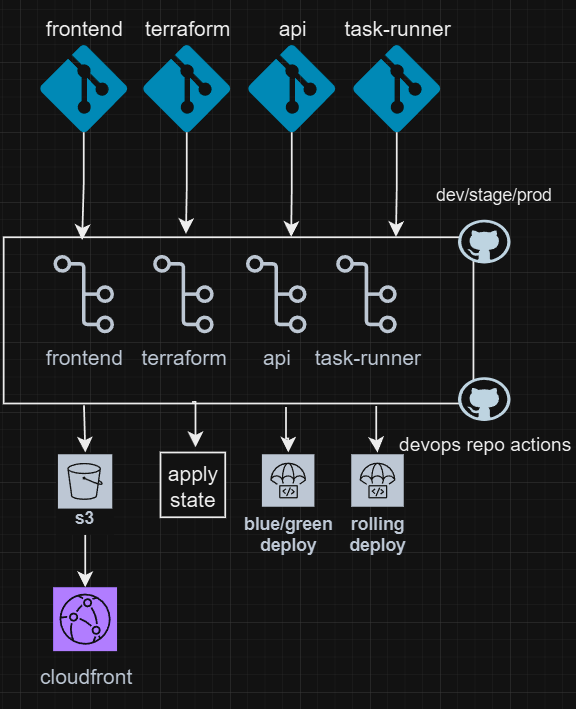 frontend
terraform
api
task-runner
dev/stage/prod
frontend
terraform
api
task-runner
devops repo actions
s3
apply
state
blue/green
deploy
rolling
deploy
cloudfront